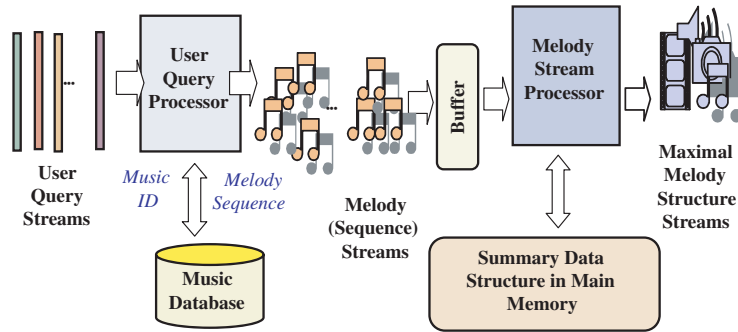 User
Query
Processor
...
User
Query
Streams
Music
ID
Melody
Sequence
Music
Database
...
Melody
(Sequence)
Streams
Buffer
Melody
Stream
Processor
Summary Data
Structure in Main
Memory
Maximal
Melody
Structure
Streams